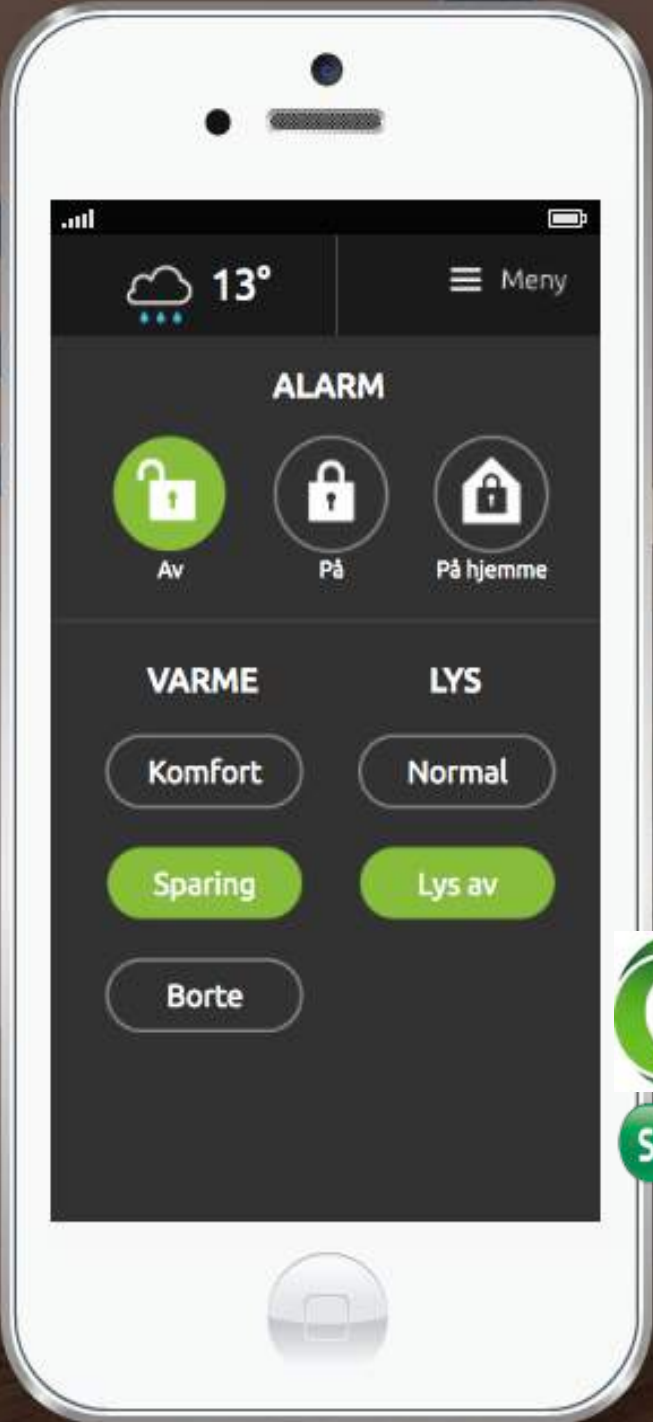 13° Meny
ALARM
Av På På hjemme
VARME LYS
Komfort Normal
Sparing Lys av
Borte
S